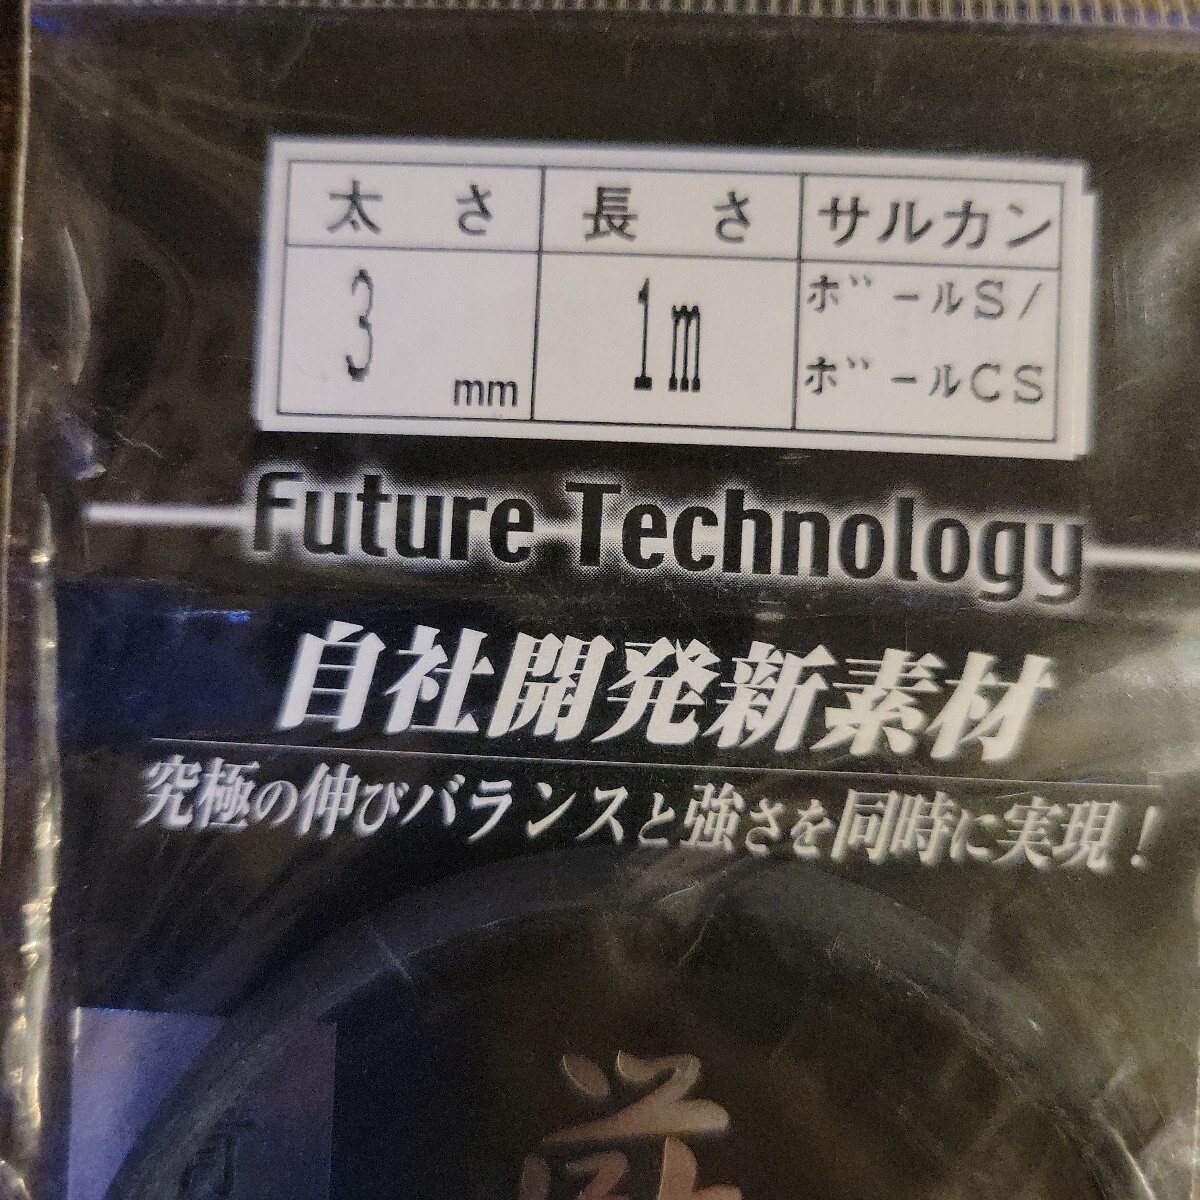 太さ 長さ サルカン
3mm 1m ボールS/
ボールCS
Future Technology
自社開発新素材
究極の伸びバランスと強さを同時に実現！